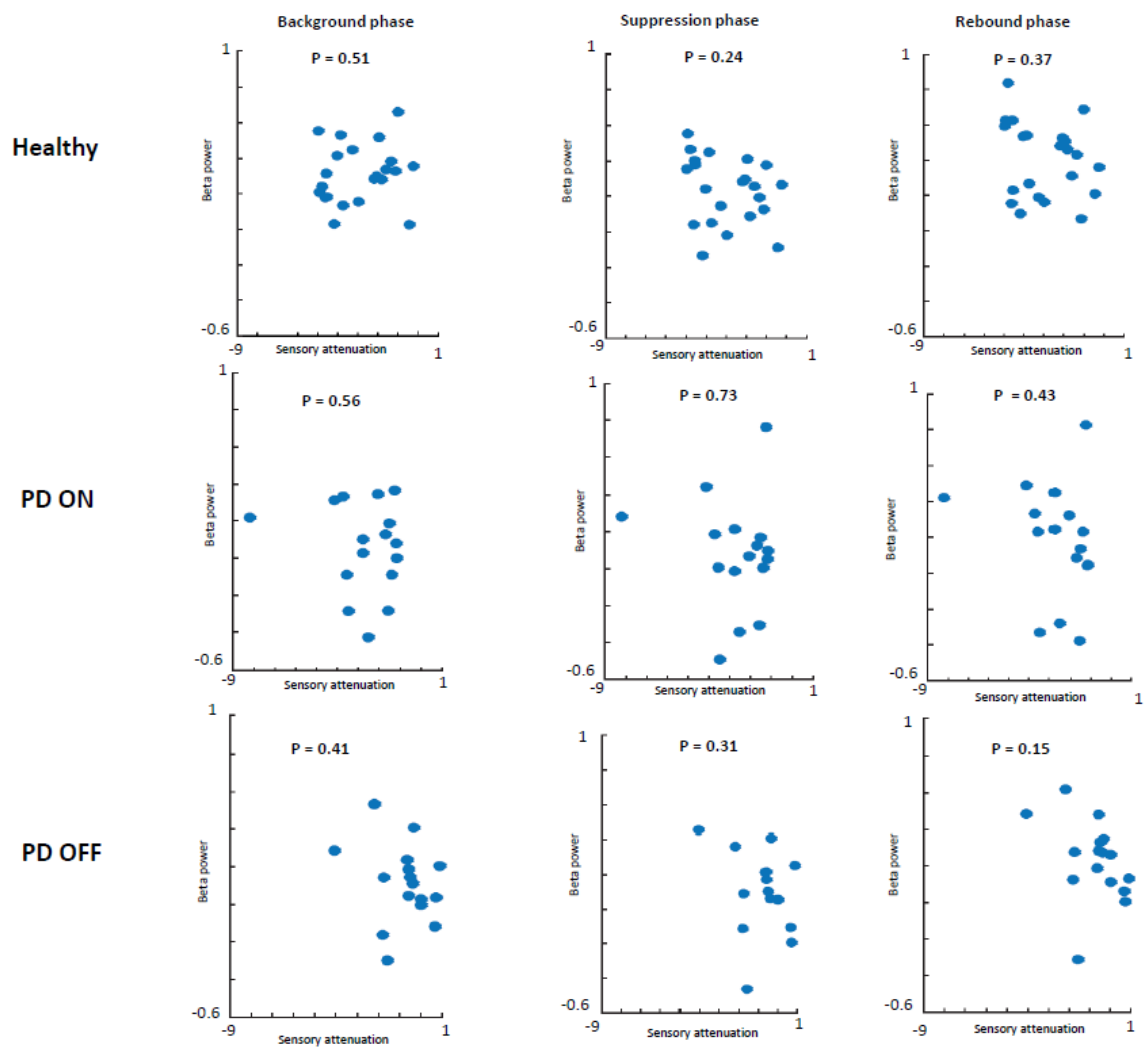 Background phase
Suppression phase
Rebound phase
Healthy
1
P = 0.51
Beta power
-0.6
-9
Sensory attenuation
1
1
P = 0.24
Beta power
-0.6
-9
Sensory attenuation
1
1
P = 0.37
Beta power
-0.6
-9
Sensory attenuation
1
PD ON
1
P = 0.56
Beta power
-0.6
-9
Sensory attenuation
1
1
P = 0.73
Beta power
-0.6
-9
Sensory attenuation
1
1
P = 0.43
Beta power
-0.6
-9
Sensory attenuation
1
PD OFF
1
P = 0.41
Beta power
-0.6
-9
Sensory attenuation
1
1
P = 0.31
Beta power
-0.6
-9
Sensory attenuation
1
1
P = 0.15
Beta power
-0.6
-9
Sensory attenuation
1